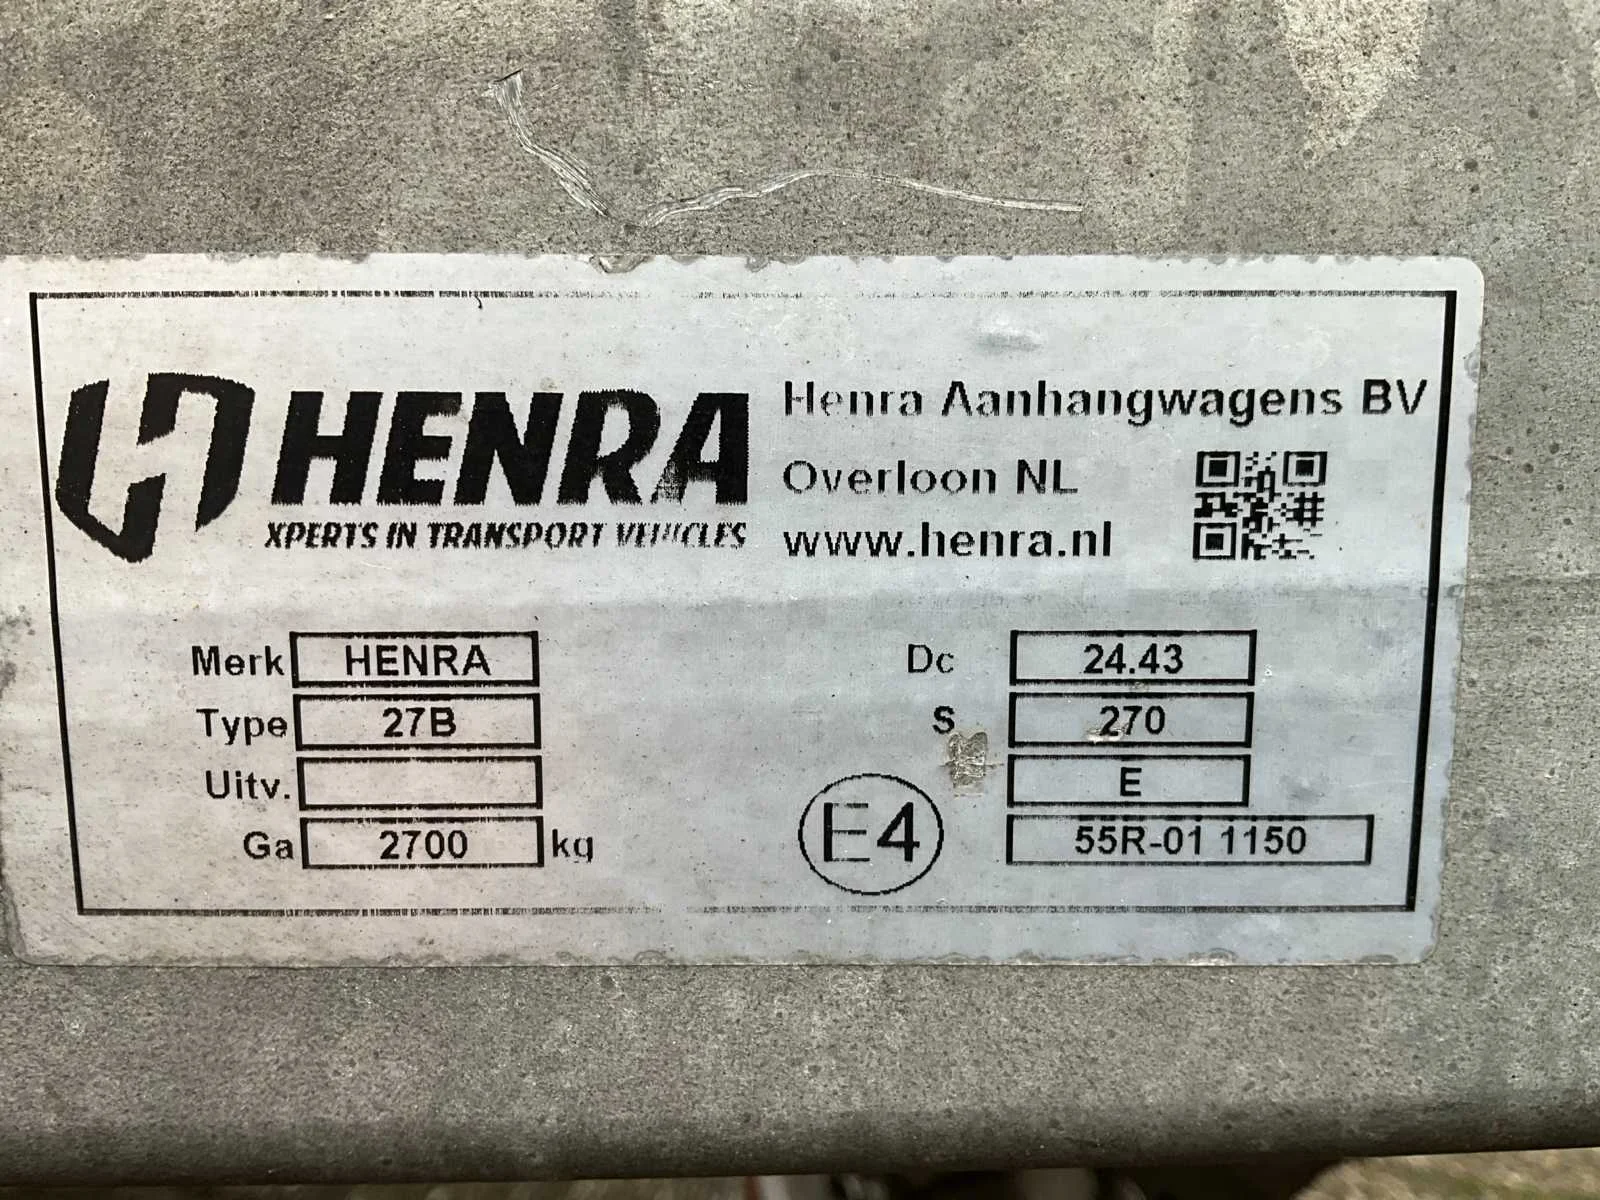 HENRA
XPERTS IN TRANSPORT VEHICLES
Henra Aanhangwagens BV
Overloon NL
www.henra.nl
Merk HENRA
Type 27B
Uitv.
Ga 2700 kg
Dc 24.43
S 270
E
E4 55R-01 1150